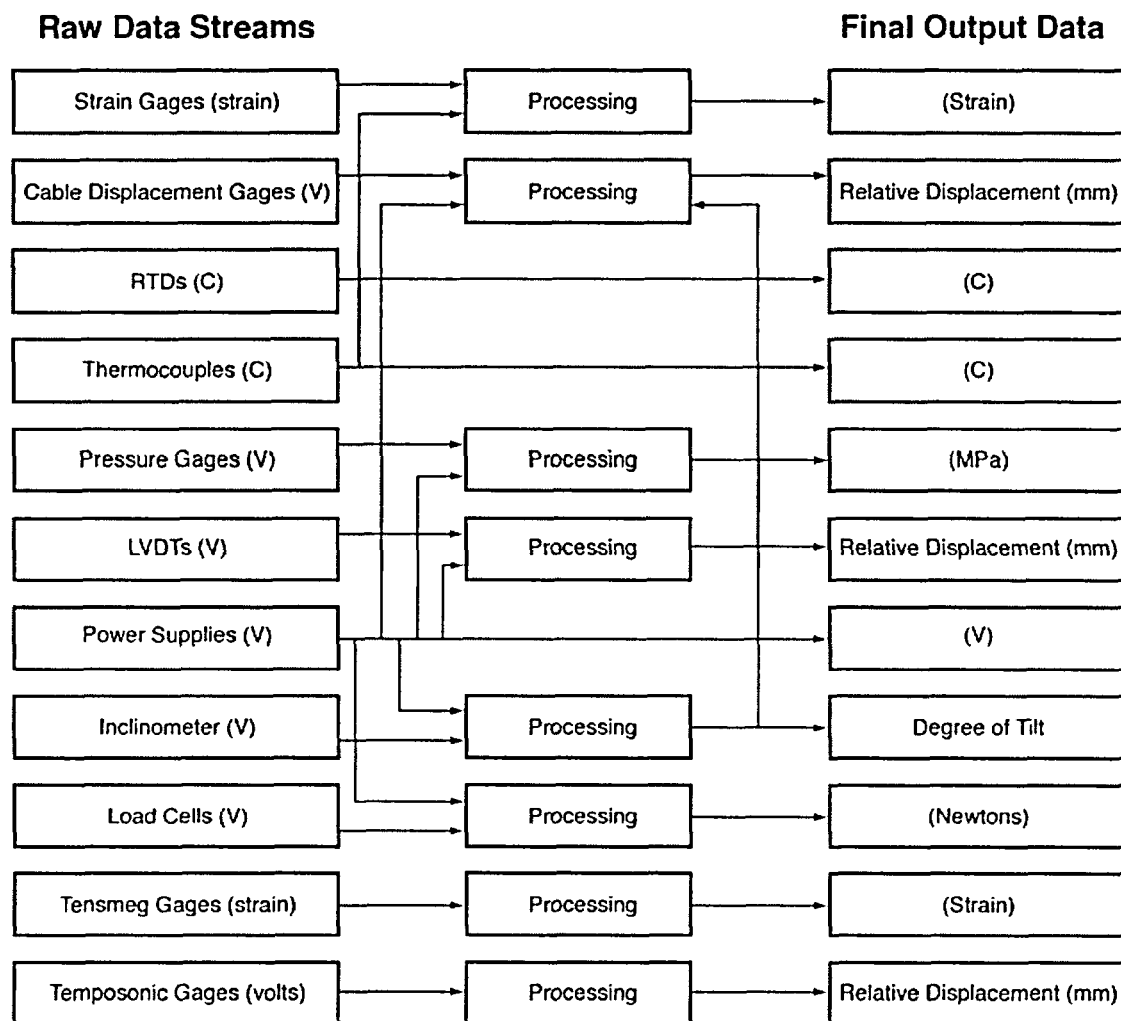 Raw Data Streams
Final Output Data
Strain Gages (strain)
Processing
(Strain)
Cable Displacement Gages (V)
Processing
Relative Displacement (mm)
RTDs (C)
(C)
Thermocouples (C)
(C)
Pressure Gages (V)
Processing
(MPa)
LVDTs (V)
Processing
Relative Displacement (mm)
Power Supplies (V)
(V)
Inclinometer (V)
Processing
Degree of Tilt
Load Cells (V)
Processing
(Newtons)
Tensmeg Gages (strain)
Processing
(Strain)
Temposonic Gages (volts)
Processing
Relative Displacement (mm)